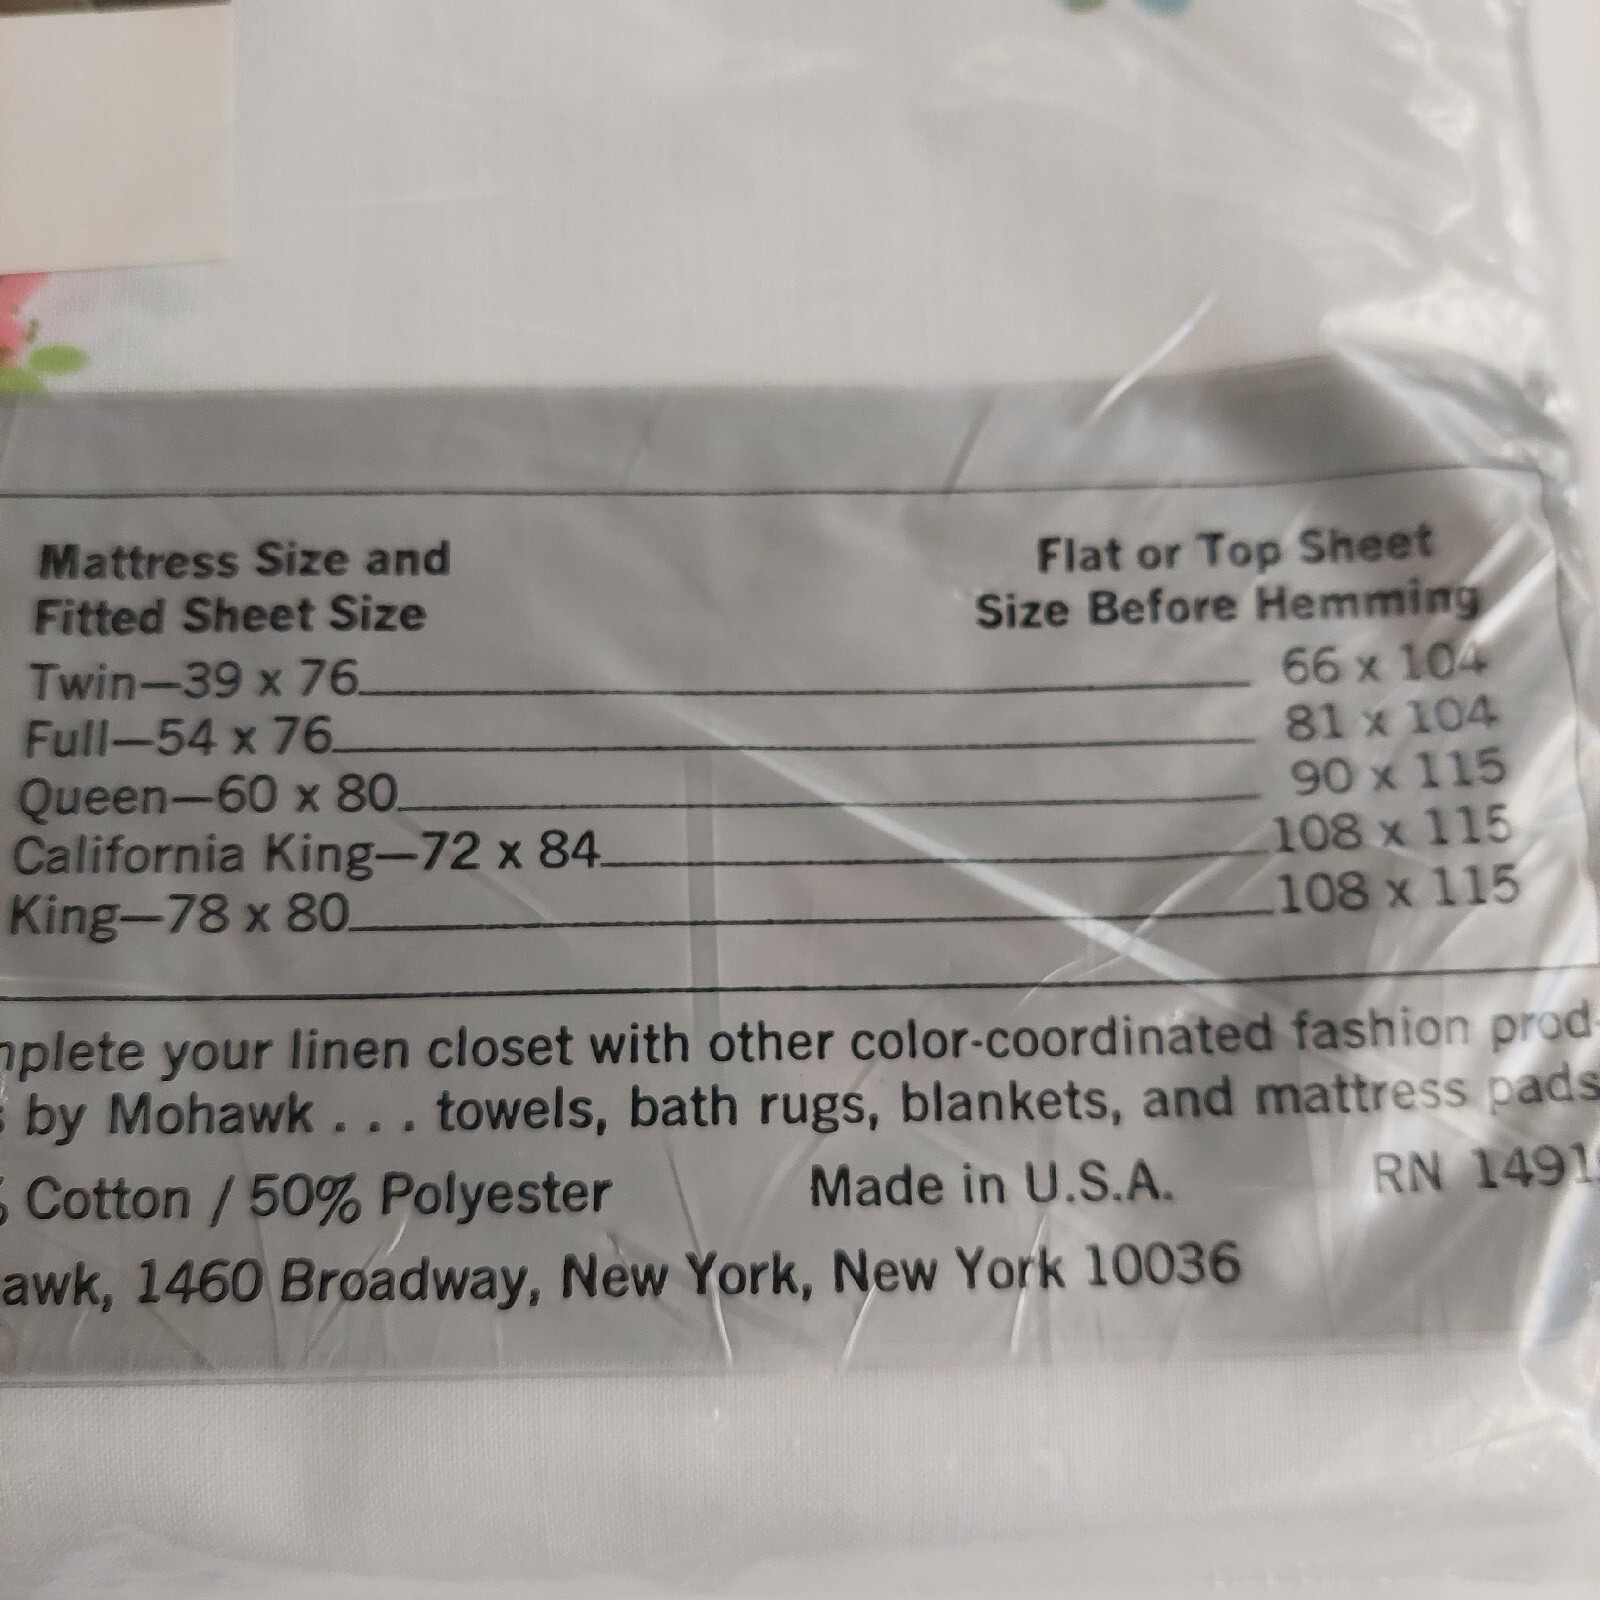 Mattress Size and
Fitted Sheet Size
Flat or Top Sheet
Size Before Hemming
Twin—39 x 76 66 x 104
Full—54 x 76 81 x 104
Queen—60 x 80 90 x 115
California King—72 x 84 108 x 115
King—78 x 80 108 x 115
mplete your linen closet with other color-coordinated fashion prod-
s by Mohawk . . . towels, bath rugs, blankets, and mattress pads
% Cotton / 50% Polyester Made in U.S.A. RN 1491
awk, 1460 Broadway, New York, New York 10036